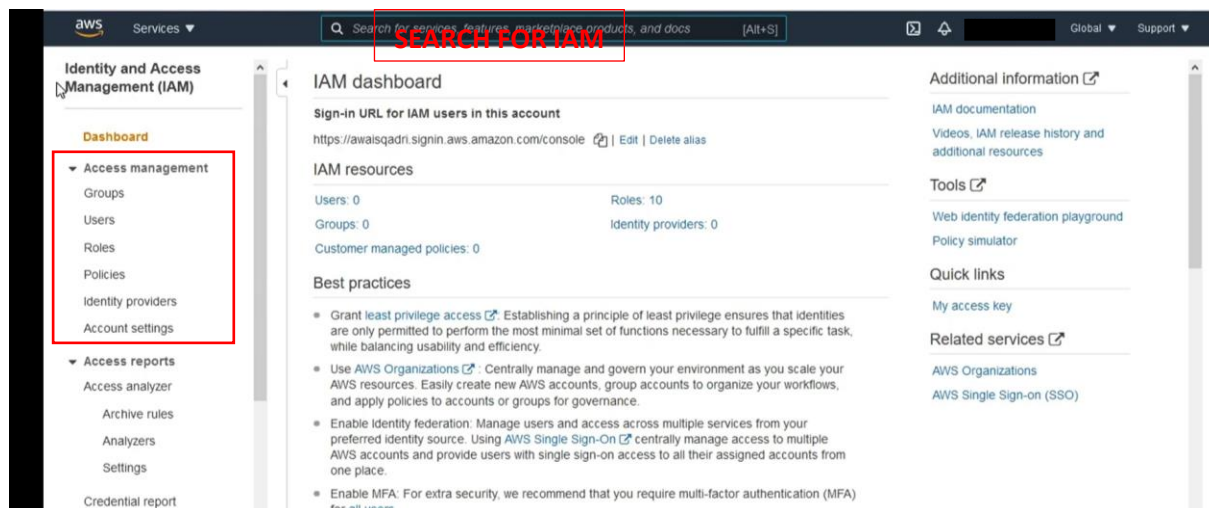 aws
Services ▼
Search for services, features, marketplace products, and docs [Alt+S]
SEARCH FOR IAM
Global ▼
Support ▼
Identity and Access
Management (IAM)
Dashboard
Access management
Groups
Users
Roles
Policies
Identity providers
Account settings
Access reports
Access analyzer
Archive rules
Analyzers
Settings
Credential report
IAM dashboard
Sign-in URL for IAM users in this account
https://awaisqadri.signin.aws.amazon.com/console | Edit | Delete alias
IAM resources
Users: 0
Roles: 10
Groups: 0
Identity providers: 0
Customer managed policies: 0
Best practices
Grant least privilege access : Establishing a principle of least privilege ensures that identities
are only permitted to perform the most minimal set of functions necessary to fulfill a specific task,
while balancing usability and efficiency.
Use AWS Organizations : Centrally manage and govern your environment as you scale your
AWS resources. Easily create new AWS accounts, group accounts to organize your workflows,
and apply policies to accounts or groups for governance.
Enable Identity federation: Manage users and access across multiple services from your
preferred identity source. Using AWS Single Sign-On centrally manage access to multiple
AWS accounts and provide users with single sign-on access to all their assigned accounts from
one place.
Enable MFA: For extra security, we recommend that you require multi-factor authentication (MFA)
for all users.
Additional information
IAM documentation
Videos, IAM release history and
additional resources
Tools
Web identity federation playground
Policy simulator
Quick links
My access key
Related services
AWS Organizations
AWS Single Sign-on (SSO)